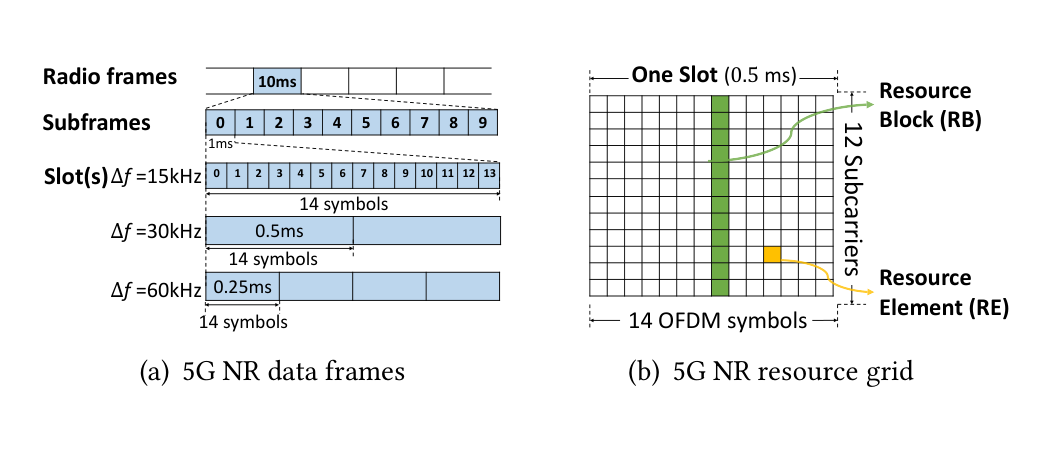 Radio frames
10ms
Subframes
0 1 2 3 4 5 6 7 8 9
1ms
Slot(s) Δf =15kHz
0 1 2 3 4 5 6 7 8 9 10 11 12 13
14 symbols
Δf =30kHz
0.5ms
14 symbols
Δf =60kHz
0.25ms
14 symbols
(a) 5G NR data frames
One Slot (0.5 ms)
Resource
Block (RB)
12 Subcarriers
Resource
Element (RE)
14 OFDM symbols
(b) 5G NR resource grid